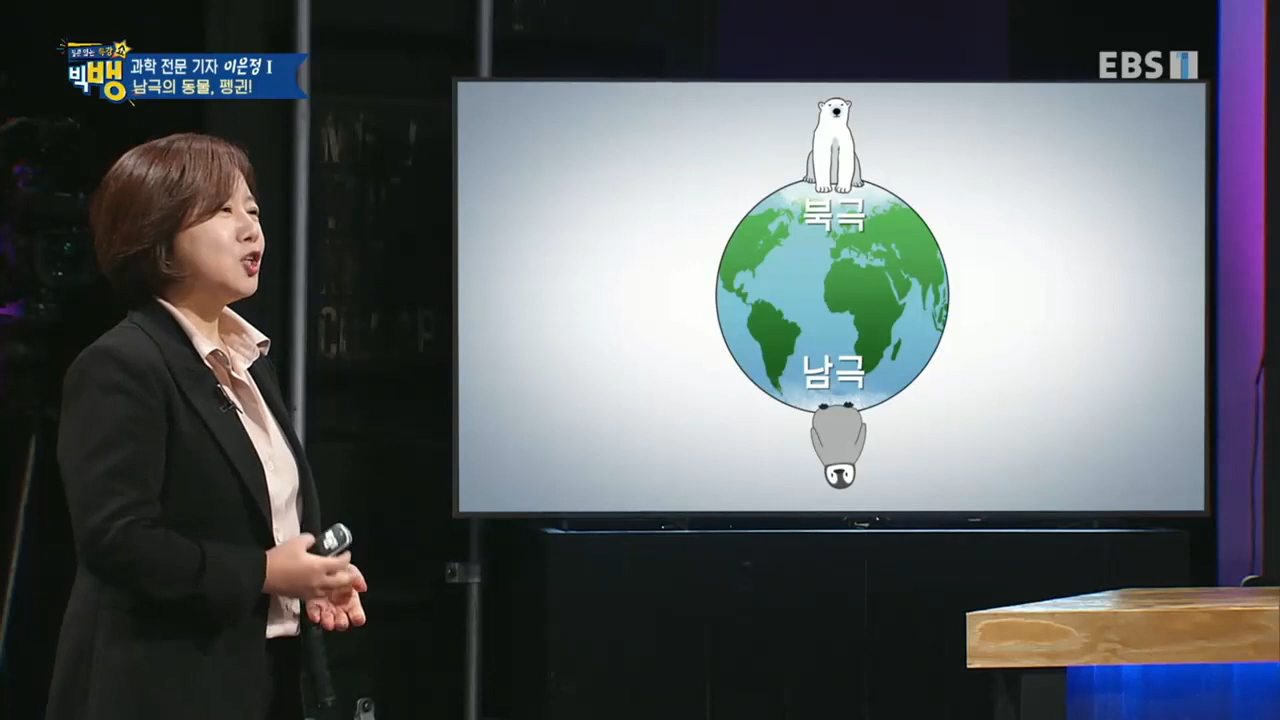 질문있는 특강쇼
빅뱅
과학 전문 기자 이은정 I
남극의 동물, 펭귄!
EBS 1
북극
남극